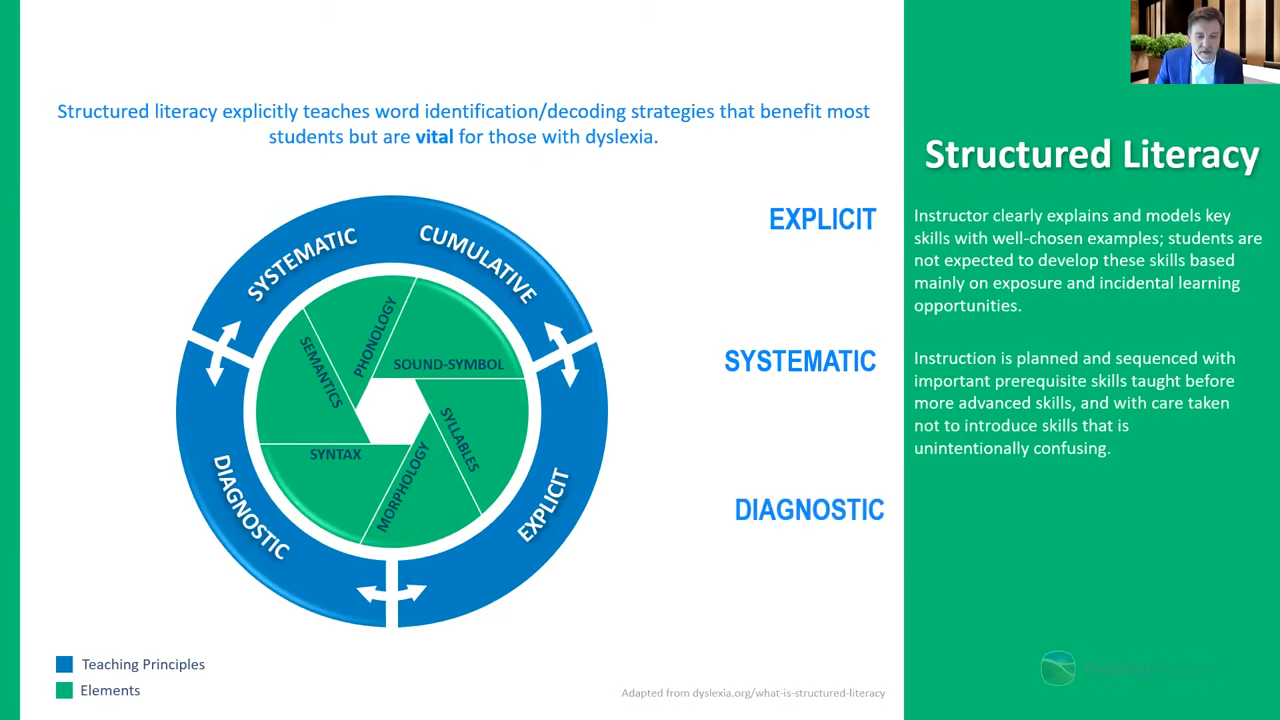 Structured literacy explicitly teaches word identification/decoding strategies that benefit most
students but are vital for those with dyslexia.
SYSTEMATIC
CUMULATIVE
DIAGNOSTIC
EXPLICIT
PHONOLOGY
SEMANTICS
SOUND-SYMBOL
SYLLABLES
SYNTAX
MORPHOLOGY
Teaching Principles
Elements
EXPLICIT
SYSTEMATIC
DIAGNOSTIC
Adapted from dyslexia.org/what-is-structured-literacy
Structured Literacy
Instructor clearly explains and models key
skills with well-chosen examples; students are
not expected to develop these skills based
mainly on exposure and incidental learning
opportunities.
Instruction is planned and sequenced with
important prerequisite skills taught before
more advanced skills, and with care taken
not to introduce skills that is
unintentionally confusing.